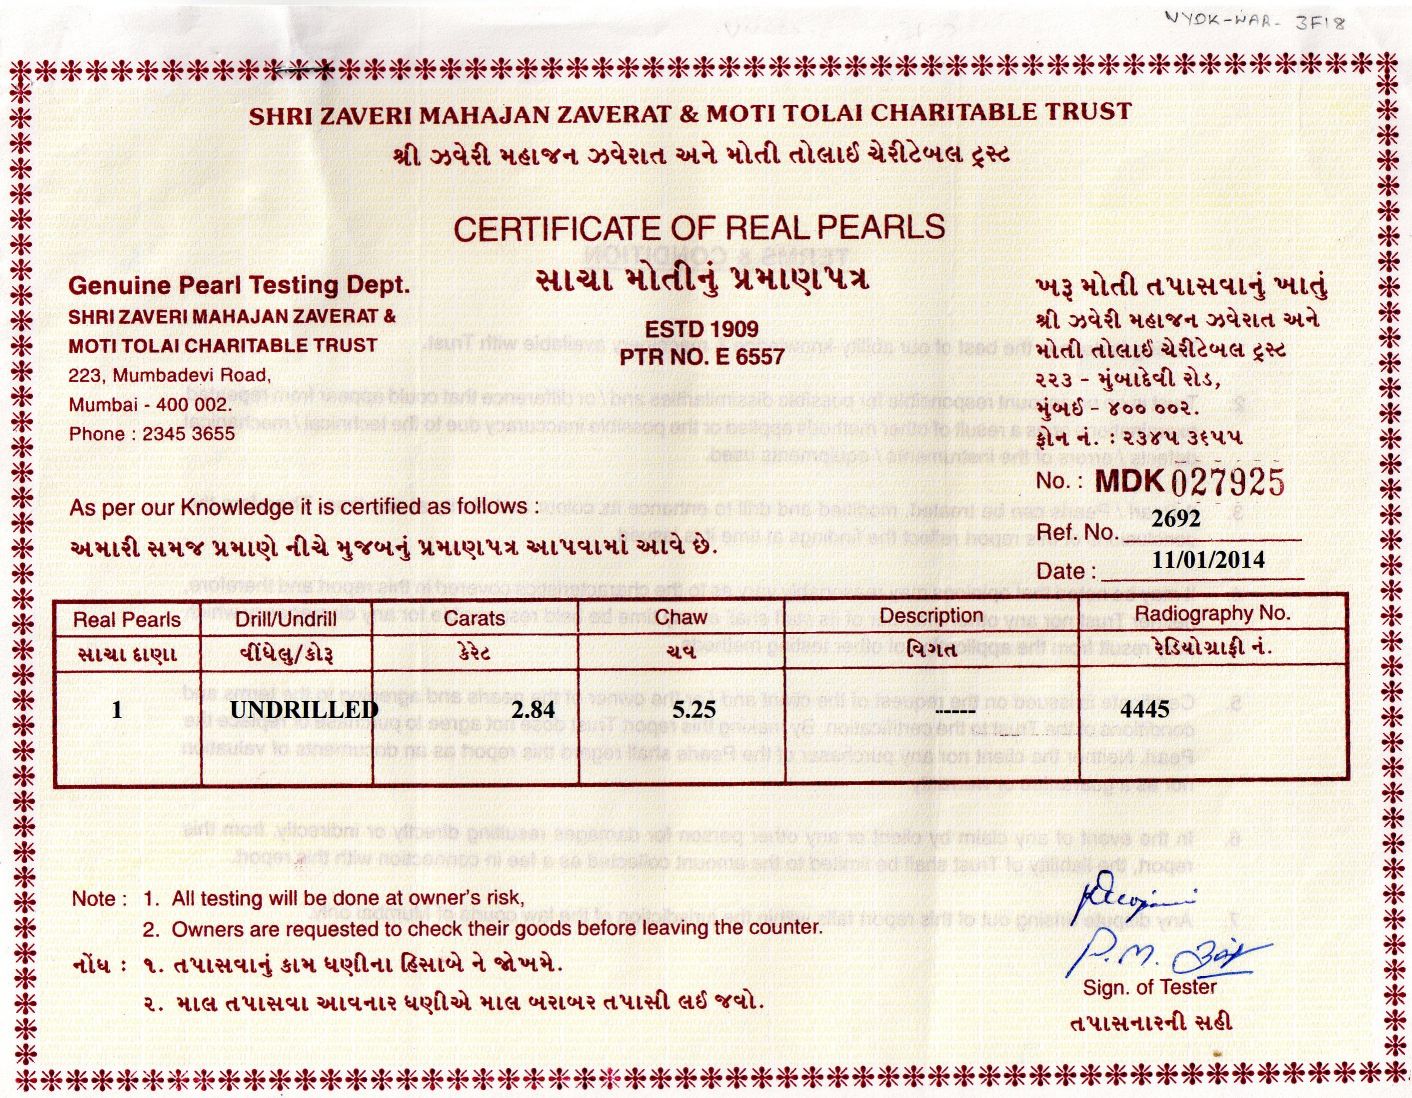 NYDK-WAR- 3F18
SHRI ZAVERI MAHAJAN ZAVERAT & MOTI TOLAI CHARITABLE TRUST
શ્રી ઝવેરી મહાજન ઝવેરાત અને મોતી તોલાઈ ચેરીટેબલ ટ્રસ્ટ
CERTIFICATE OF REAL PEARLS
સાચા મોતીનું પ્રમાણપત્ર
ESTD 1909
PTR NO. E 6557
Genuine Pearl Testing Dept.
SHRI ZAVERI MAHAJAN ZAVERAT &
MOTI TOLAI CHARITABLE TRUST
223, Mumbadevi Road,
Mumbai - 400 002.
Phone : 2345 3655
ખરૂ મોતી તપાસવાનું ખાતું
શ્રી ઝવેરી મહાજન ઝવેરાત અને
મોતી તોલાઈ ચેરીટેબલ ટ્રસ્ટ
૨૨૩ - મુંબાદેવી રોડ,
મુંબઈ - ૪૦૦ ૦૦૨.
ફોન નં. : ૨૩૪૫ ૩૬૫૫
No. : MDK 027925
Ref. No. 2692
Date : 11/01/2014
As per our Knowledge it is certified as follows :
અમારી સમજ પ્રમાણે નીચે મુજબનું પ્રમાણપત્ર આપવામાં આવે છે.
Real Pearls Drill/Undrill Carats Chaw Description Radiography No.
સાચા દાણા વીંધેલુ/કોરૂ કેરેટ ચવ વિગત રેડિયોગ્રાફી નં.
1 UNDRILLED 2.84 5.25 ----- 4445
Note : 1. All testing will be done at owner's risk,
2. Owners are requested to check their goods before leaving the counter.
નોંધ : ૧. તપાસવાનું કામ ધણીના હિસાબે ને જોખમે.
૨. માલ તપાસવા આવનાર ધણીએ માલ બરાબર તપાસી લઈ જવો.
P.M.
Sign. of Tester
તપાસનારની સહી